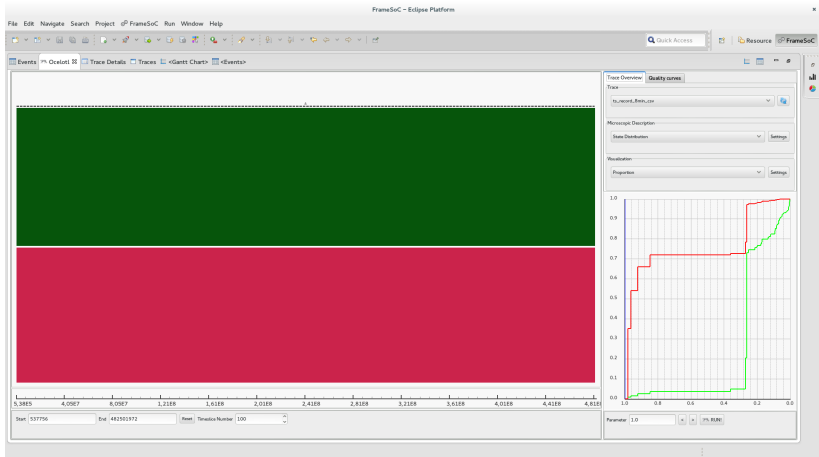 FrameSoC - Eclipse Platform
File Edit Navigate Search Project FrameSoC Run Window Help
Quick Access
Resource
FrameSoC
Events
Ocelotl
Trace Details
Traces
<Gantt Chart>
<Events>
Trace Overview
Quality curves
Trace
ts_record_8min_csv
Microscopic Description
State Distribution
Settings
Visualization
Proportion
Settings
1.0
0.9
0.8
0.7
0.6
0.5
0.4
0.3
0.2
0.1
0.0
1.0 0.8 0.6 0.4 0.2 0.0
5,38E5 4,05E7 8,05E7 1,21E8 1,61E8 2,01E8 2,41E8 2,81E8 3,21E8 3,61E8 4,01E8 4,41E8 4,81E8
Start 537756 End 482501972 Reset Timeslice Number 100
Parameter 1.0 < > RUN!